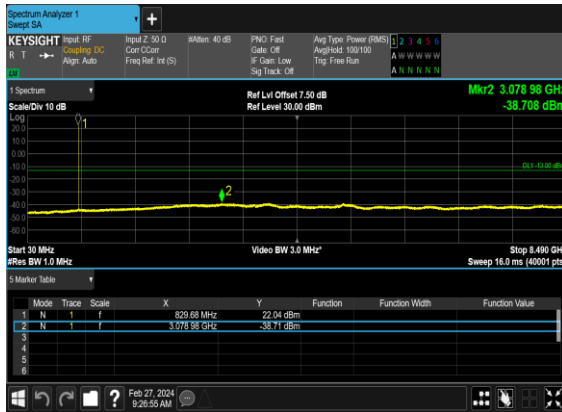 Spectrum Analyzer 1
Swept SA
+
KEYSIGHT Input: RF Input Z: 50 Ω #Atten: 40 dB PNO: Fast Avg Type: Power (RMS) 1 2 3 4 5 6
R T Coupling: DC Corr CCorr Gate: Off Avg|Hold: 100/100 A W W W W W
Align: Auto Freq Ref: Int (S) IF Gain: Low Trig: Free Run
LW Sig Track: Off A N N N N N
1 Spectrum
Scale/Div 10 dB
Ref Lvl Offset 7.50 dB
Ref Level 30.00 dBm
Mkr2 3.078 98 GHz
-38.708 dBm
Log
20.0
10.0
0.00
-10.0
-20.0
-30.0
-40.0
-50.0
-60.0
1
2
DL1 -13.00 dBm
Start 30 MHz Video BW 3.0 MHz* Stop 8.490 GHz
#Res BW 1.0 MHz Sweep 16.0 ms (40001 pts)
5 Marker Table
Mode Trace Scale X Y Function Function Width Function Value
1 N 1 f 829.68 MHz 22.04 dBm
2 N 1 f 3.078 98 GHz -38.71 dBm
3
4
5
6
? Feb 27, 2024
9:26:55 AM